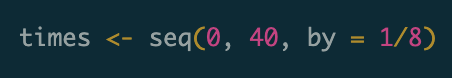 times <- seq(0, 40, by = 1/8)